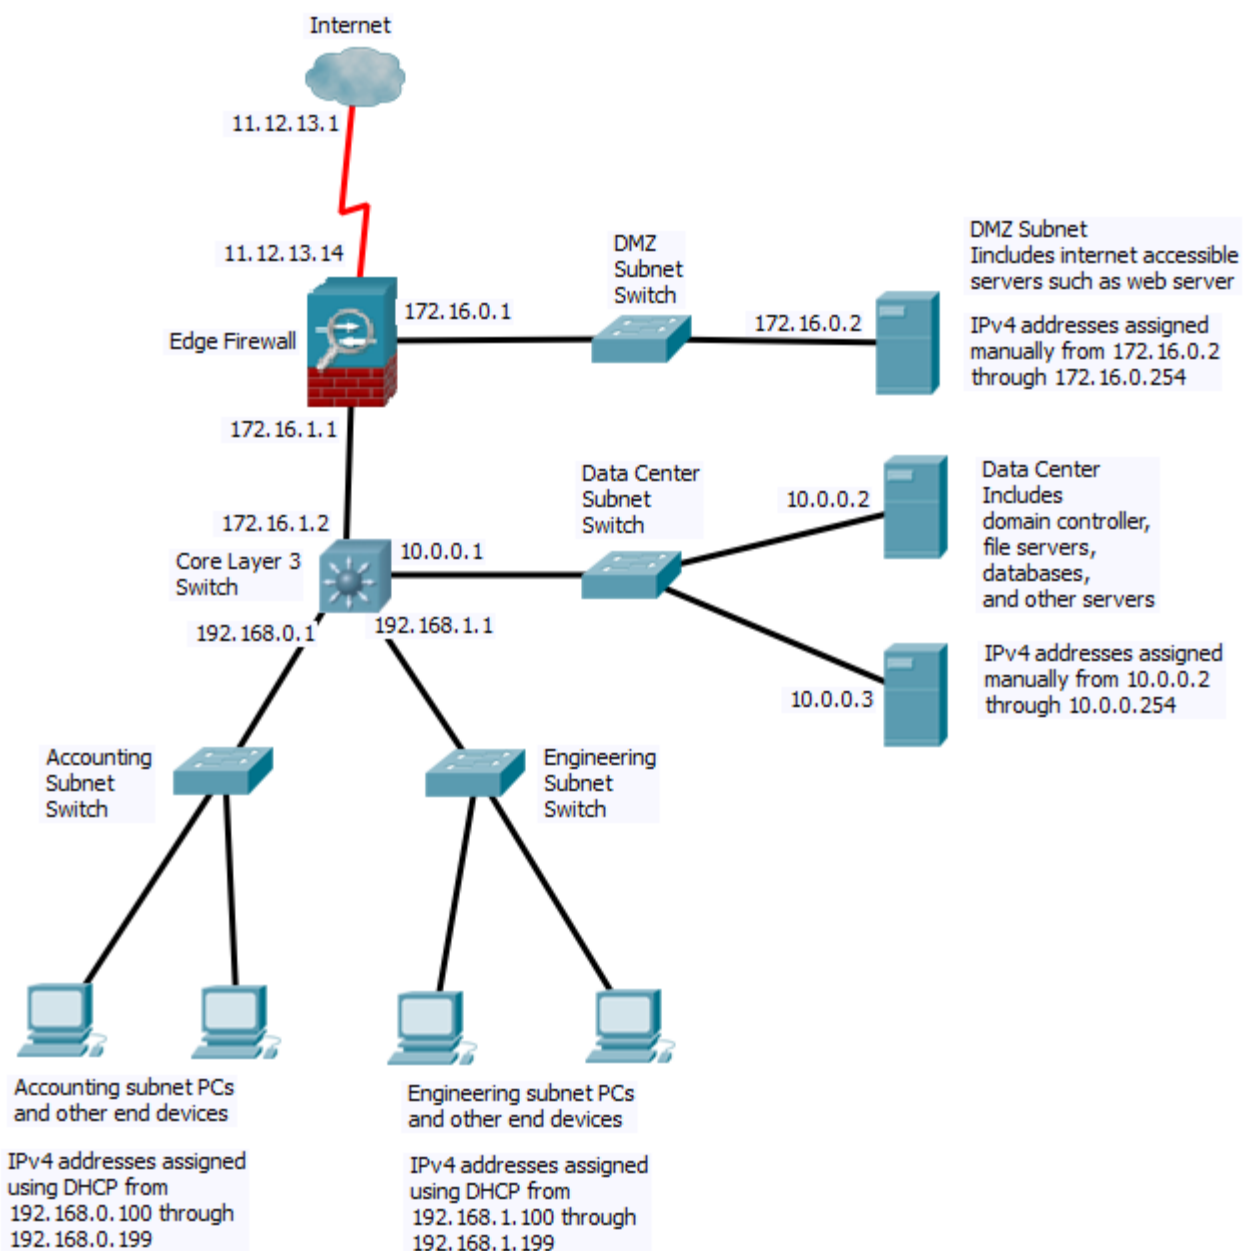 Internet
11.12.13.1
11.12.13.14
Edge Firewall
172.16.0.1
DMZ
Subnet
Switch
172.16.0.2
DMZ Subnet
Iincludes internet accessible
servers such as web server
IPv4 addresses assigned
manually from 172.16.0.2
through 172.16.0.254
172.16.1.1
172.16.1.2
Core Layer 3
Switch
10.0.0.1
Data Center
Subnet
Switch
10.0.0.2
Data Center
Includes
domain controller,
file servers,
databases,
and other servers
10.0.0.3
IPv4 addresses assigned
manually from 10.0.0.2
through 10.0.0.254
192.168.0.1
192.168.1.1
Accounting
Subnet
Switch
Engineering
Subnet
Switch
Accounting subnet PCs
and other end devices
IPv4 addresses assigned
using DHCP from
192.168.0.100 through
192.168.0.199
Engineering subnet PCs
and other end devices
IPv4 addresses assigned
using DHCP from
192.168.1.100 through
192.168.1.199